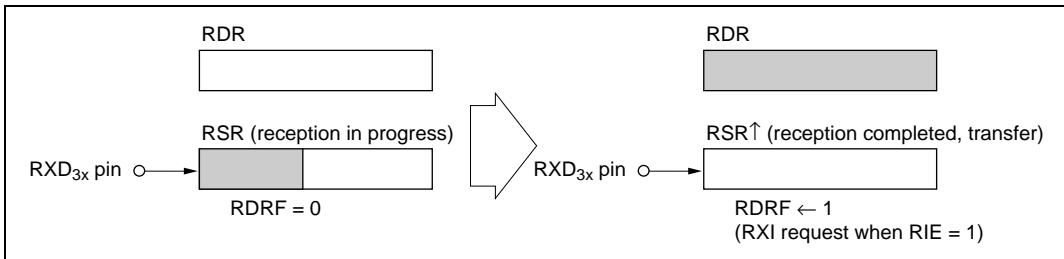 RDR
RSR (reception in progress)
RXD3x pin
RDRF = 0
RDR
RSR↑ (reception completed, transfer)
RXD3x pin
RDRF ← 1
(RXI request when RIE = 1)